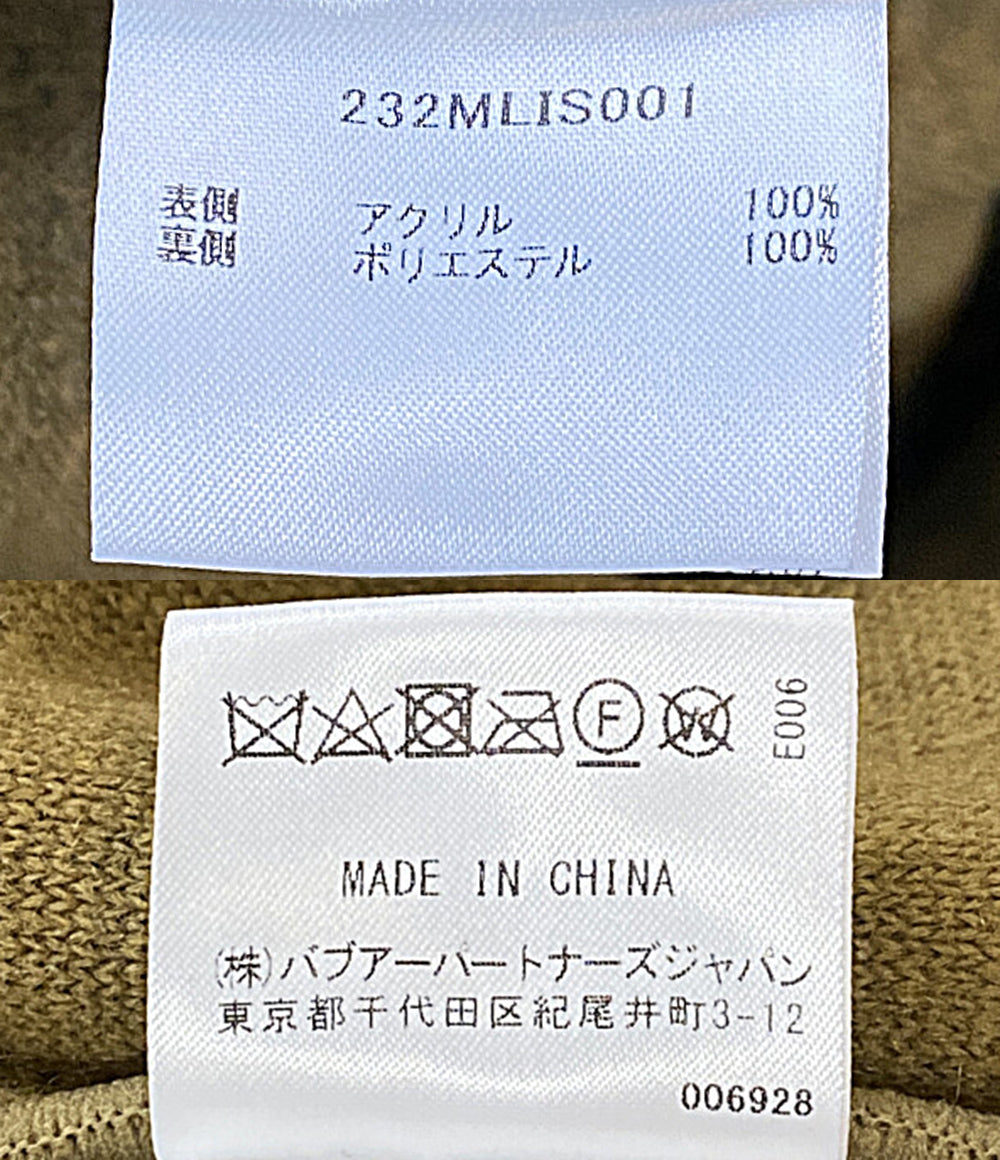 232MLIS001
表側 アクリル 100%
裏側 ポリエステル 100%
F W E006
MADE IN CHINA
(株)バブアーパートナーズジャパン
東京都千代田区紀尾井町3-12
006928